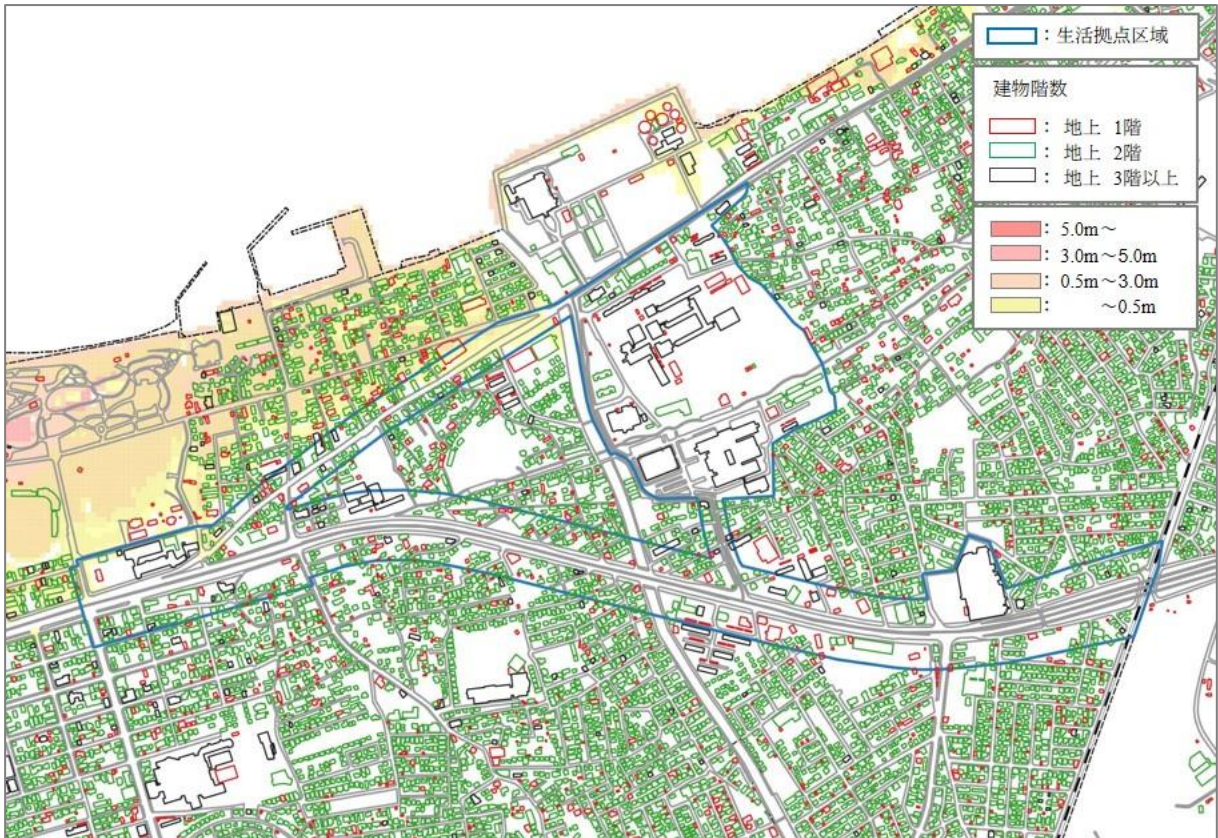 ：生活拠点区域
建物階数
： 地上 1階
： 地上 2階
： 地上 3階以上
： 5.0m～
： 3.0m～5.0m
： 0.5m～3.0m
： ～0.5m